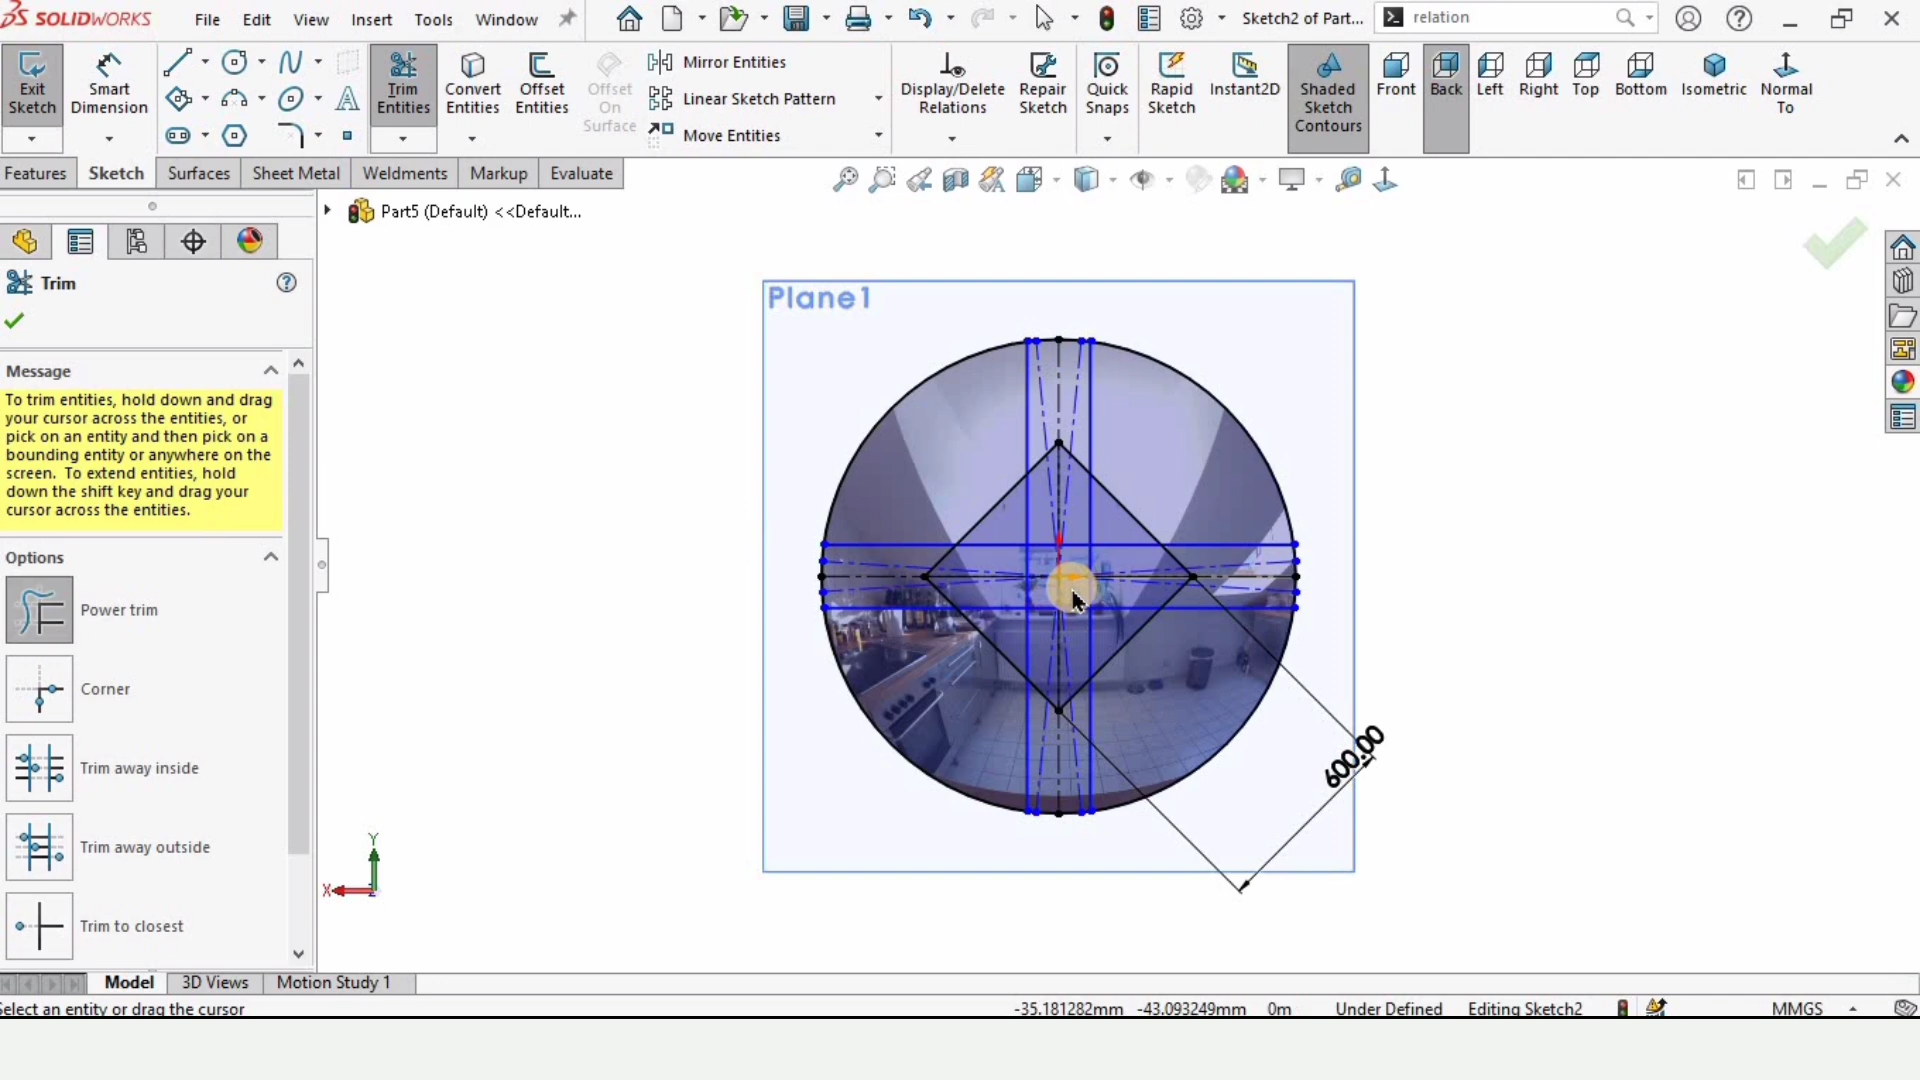 SOLIDWORKS File Edit View Insert Tools Window Sketch2 of Part... relation
Exit Sketch
Smart Dimension
Trim Entities
Convert Entities
Offset Entities
Offset On Surface
Mirror Entities
Linear Sketch Pattern
Move Entities
Display/Delete Relations
Repair Sketch
Quick Snaps
Rapid Sketch
Instant2D
Shaded Sketch Contours
Front
Back
Left
Right
Top
Bottom
Isometric
Normal To
Features Sketch Surfaces Sheet Metal Weldments Markup Evaluate
Part5 (Default) <<Default...
Trim
Message
To trim entities, hold down and drag
your cursor across the entities, or
pick on an entity and then pick on a
bounding entity or anywhere on the
screen. To extend entities, hold
down the shift key and drag your
cursor across the entities.
Options
Power trim
Corner
Trim away inside
Trim away outside
Trim to closest
Plane1
600.00
Y
X
Z
Model 3D Views Motion Study 1
Select an entity or drag the cursor -35.181282mm -43.093249mm 0m Under Defined Editing Sketch2 MMGS